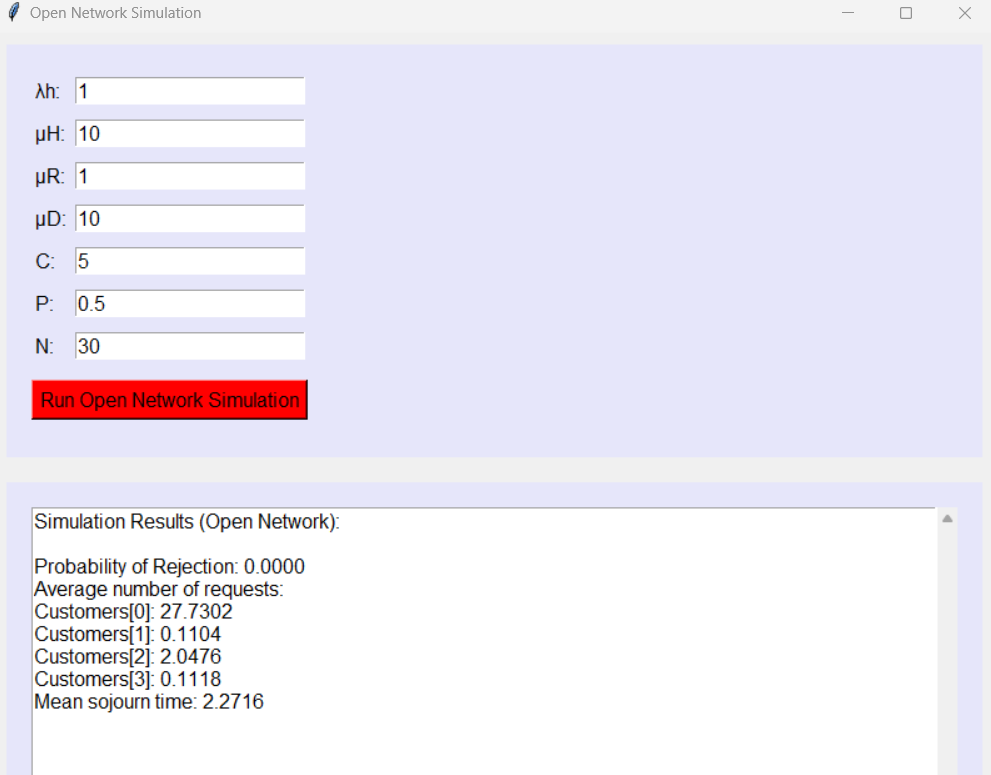 Open Network Simulation
λh: 1
μH: 10
μR: 1
μD: 10
C: 5
P: 0.5
N: 30
Run Open Network Simulation
Simulation Results (Open Network):
Probability of Rejection: 0.0000
Average number of requests:
Customers[0]: 27.7302
Customers[1]: 0.1104
Customers[2]: 2.0476
Customers[3]: 0.1118
Mean sojourn time: 2.2716